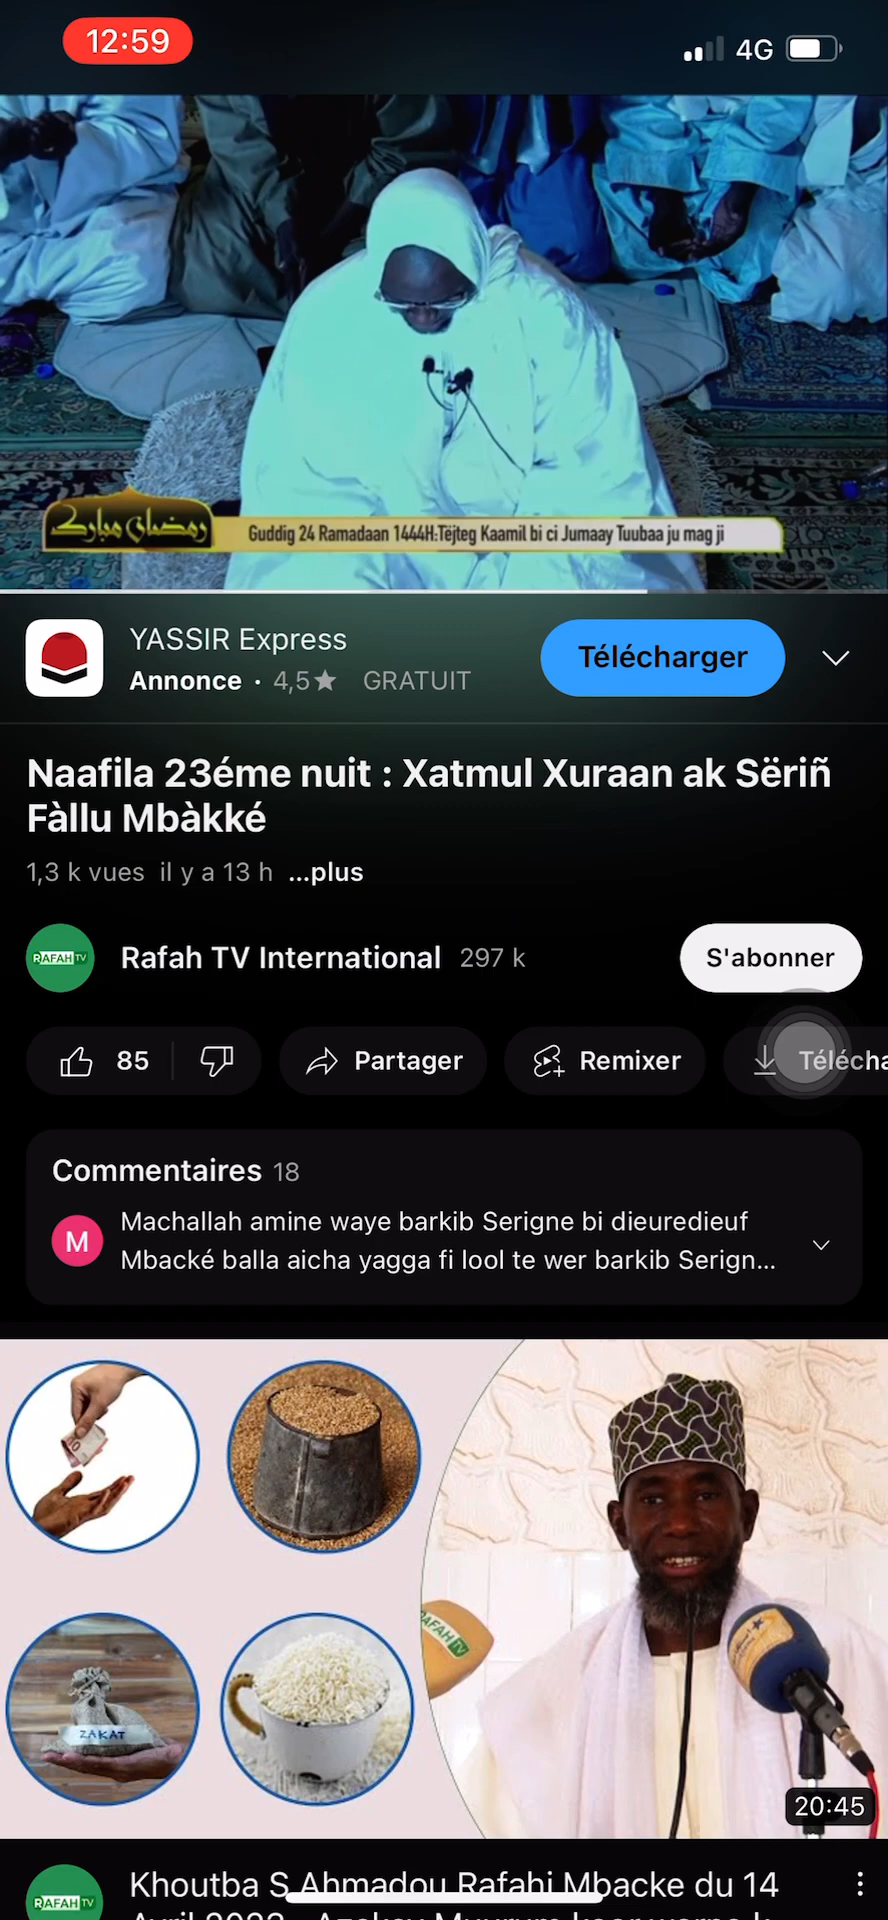 12:59
4G
رمضان مبارك
Guddig 24 Ramadaan 1444H:Tëjteg Kaamil bi ci Jumaay Tuubaa ju mag ji
YASSIR Express
Annonce · 4,5★ GRATUIT
Télécharger
Naafila 23éme nuit : Xatmul Xuraan ak Sëriñ
Fàllu Mbàkké
1,3 k vues il y a 13 h ...plus
RAFAH TV
Rafah TV International 297 k
S'abonner
85
Partager
Remixer
Télécha
Commentaires 18
M
Machallah amine waye barkib Serigne bi dieuredieuf
Mbacké balla aicha yagga fi lool te wer barkib Serign...
10
RAFAH TV
ZAKAT
20:45
RAFAH TV
Khoutba S Ahmadou Rafahi Mbacke du 14